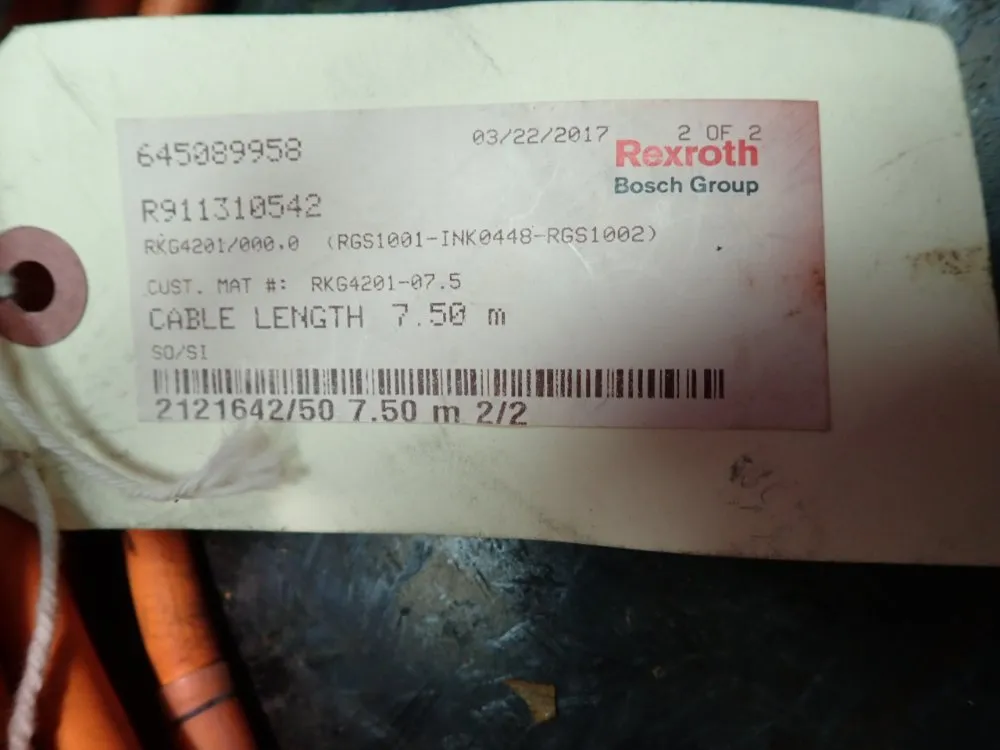 645089958
03/22/2017 2 OF 2
Rexroth
Bosch Group
R911310542
RKG4201/000.0 (RGS1001-INK0448-RGS1002)
CUST. MAT #: RKG4201-07.5
CABLE LENGTH 7.50 m
SO/SI
2121642/50 7.50 m 2/2